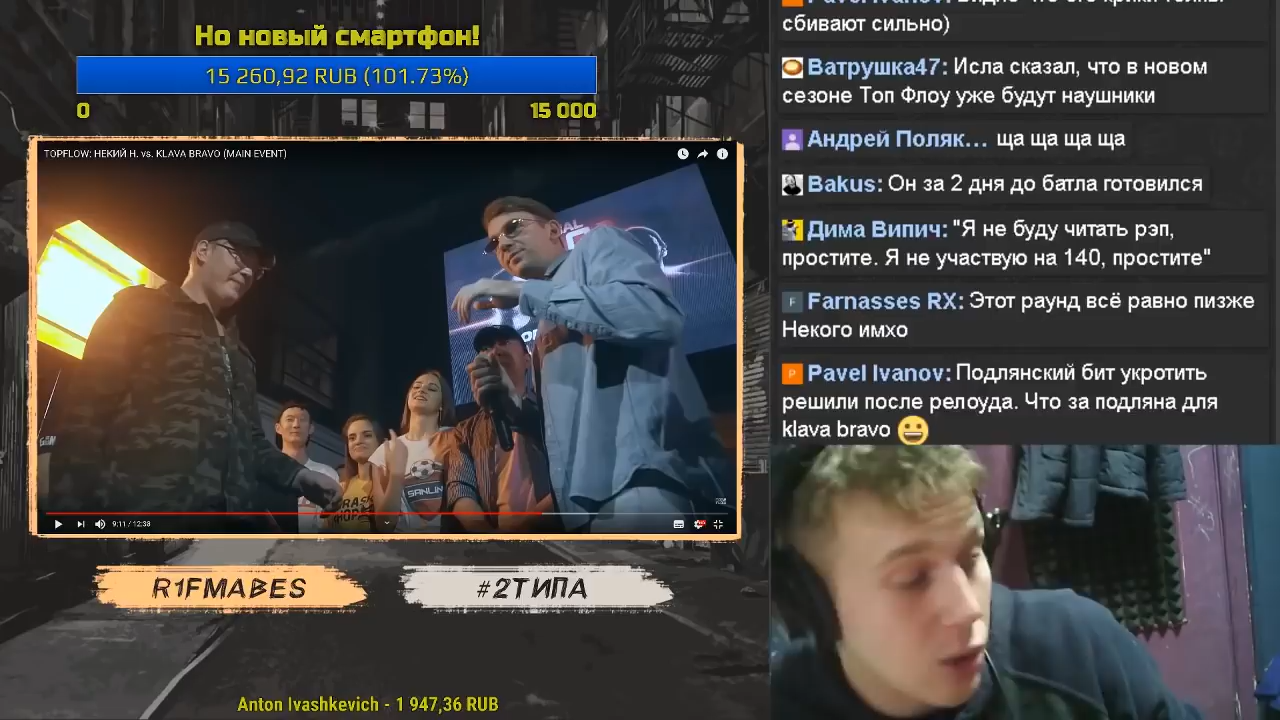 Но новый смартфон!
15 260,92 RUB (101.73%)
0
15 000
TOPFLOW: НЕКИЙ Н. vs. KLAVA BRAVO (MAIN EVENT)
SANLIN
9:11 / 12:38
R1FMABES
#2ТИПА
Anton Ivashkevich - 1 947,36 RUB
сбивают сильно)
Ватрушка47: Исла сказал, что в новом
сезоне Топ Флоу уже будут наушники
Андрей Поляк… ща ща ща ща
Bakus: Он за 2 дня до батла готовился
Дима Випич: "Я не буду читать рэп,
простите. Я не участвую на 140, простите"
Farnasses RX: Этот раунд всё равно пизже
Некого имхо
Pavel Ivanov: Подлянский бит укротить
решили после релоуда. Что за подляна для
klava bravo